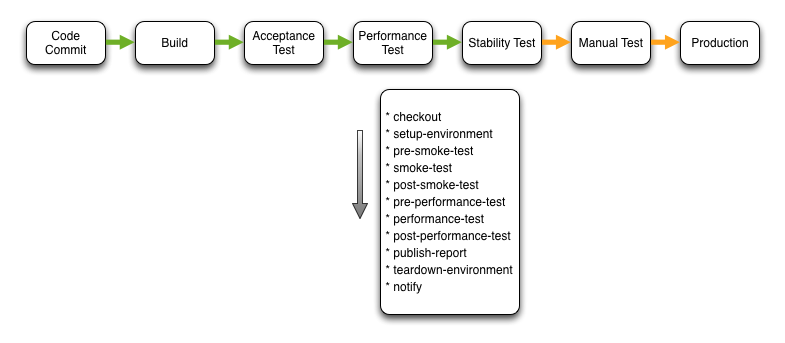 Code
Commit
Build
Acceptance
Test
Performance
Test
Stability Test
Manual Test
Production
* checkout
* setup-environment
* pre-smoke-test
* smoke-test
* post-smoke-test
* pre-performance-test
* performance-test
* post-performance-test
* publish-report
* teardown-environment
* notify